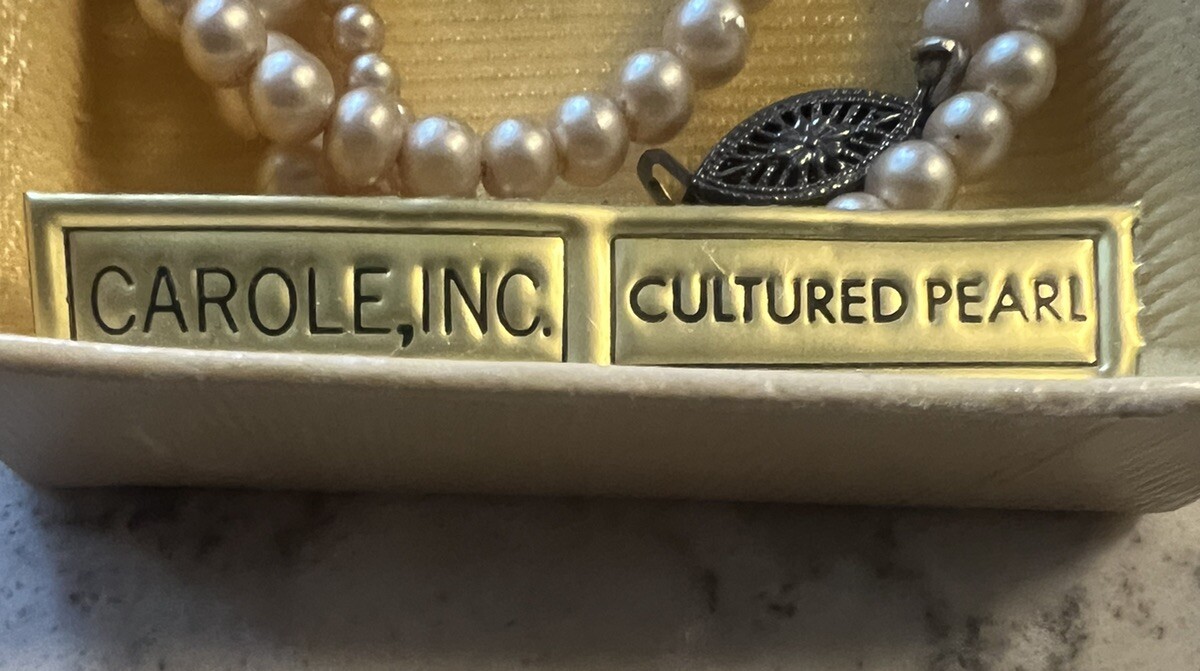 CAROLE, INC.
CULTURED PEARL